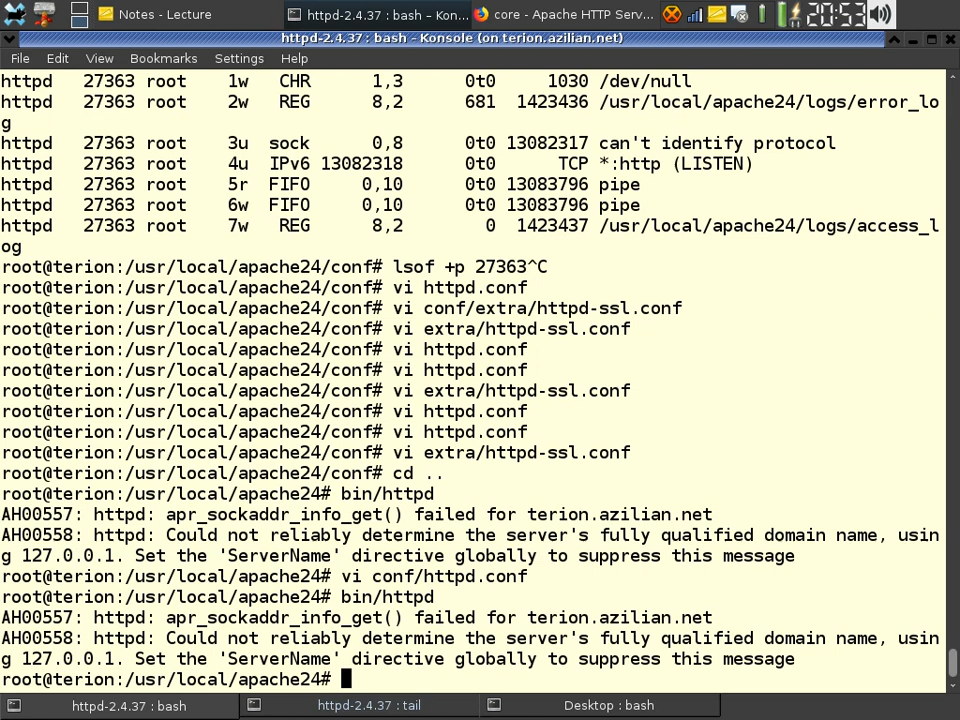 Notes - Lecture
httpd-2.4.37 : bash – Kon...
core - Apache HTTP Serv...
20:53
httpd-2.4.37 : bash - Konsole (on terion.azilian.net)
File Edit View Bookmarks Settings Help
httpd 27363 root 1w CHR 1,3 0t0 1030 /dev/null
httpd 27363 root 2w REG 8,2 681 1423436 /usr/local/apache24/logs/error_lo
g
httpd 27363 root 3u sock 0,8 0t0 13082317 can't identify protocol
httpd 27363 root 4u IPv6 13082318 0t0 TCP *:http (LISTEN)
httpd 27363 root 5r FIFO 0,10 0t0 13083796 pipe
httpd 27363 root 6w FIFO 0,10 0t0 13083796 pipe
httpd 27363 root 7w REG 8,2 0 1423437 /usr/local/apache24/logs/access_l
og
root@terion:/usr/local/apache24/conf# lsof +p 27363^C
root@terion:/usr/local/apache24/conf# vi httpd.conf
root@terion:/usr/local/apache24/conf# vi conf/extra/httpd-ssl.conf
root@terion:/usr/local/apache24/conf# vi extra/httpd-ssl.conf
root@terion:/usr/local/apache24/conf# vi httpd.conf
root@terion:/usr/local/apache24/conf# vi httpd.conf
root@terion:/usr/local/apache24/conf# vi extra/httpd-ssl.conf
root@terion:/usr/local/apache24/conf# vi httpd.conf
root@terion:/usr/local/apache24/conf# vi httpd.conf
root@terion:/usr/local/apache24/conf# vi extra/httpd-ssl.conf
root@terion:/usr/local/apache24/conf# cd ..
root@terion:/usr/local/apache24# bin/httpd
AH00557: httpd: apr_sockaddr_info_get() failed for terion.azilian.net
AH00558: httpd: Could not reliably determine the server's fully qualified domain name, usin
g 127.0.0.1. Set the 'ServerName' directive globally to suppress this message
root@terion:/usr/local/apache24# vi conf/httpd.conf
root@terion:/usr/local/apache24# bin/httpd
AH00557: httpd: apr_sockaddr_info_get() failed for terion.azilian.net
AH00558: httpd: Could not reliably determine the server's fully qualified domain name, usin
g 127.0.0.1. Set the 'ServerName' directive globally to suppress this message
root@terion:/usr/local/apache24#
httpd-2.4.37 : bash
httpd-2.4.37 : tail
Desktop : bash